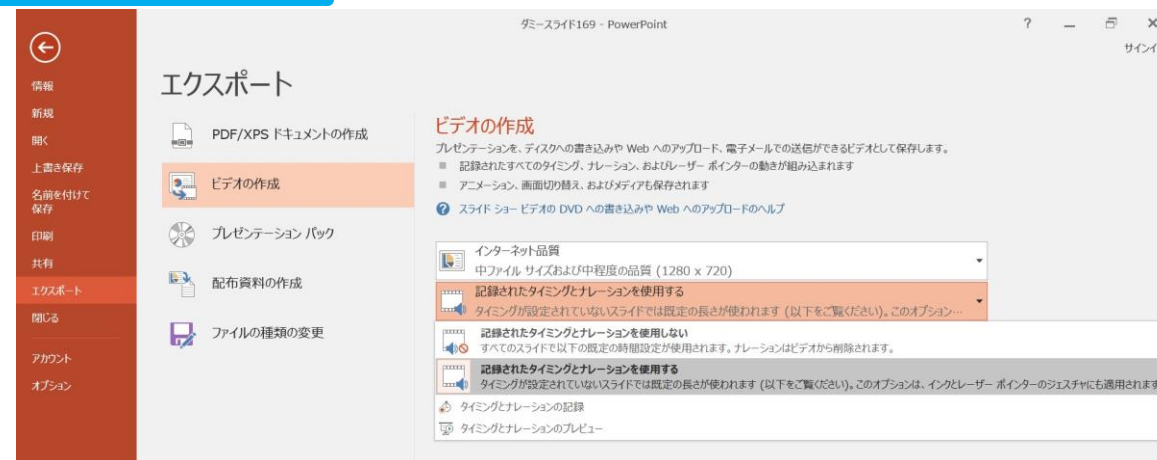 ダミースライド169 - PowerPoint
?
サインイ
情報
新規
開く
上書き保存
名前を付けて
保存
印刷
共有
エクスポート
閉じる
アカウント
オプション
エクスポート
PDF/XPS ドキュメントの作成
ビデオの作成
プレゼンテーション パック
配布資料の作成
ファイルの種類の変更
ビデオの作成
プレゼンテーションを、ディスクへの書き込みや Web へのアップロード、電子メールでの送信ができるビデオとして保存します。
記録されたすべてのタイミング、ナレーション、およびレーザー ポインターの動きが組み込まれます
アニメーション、画面切り替え、およびメディアも保存されます
スライド ショー ビデオの DVD への書き込みや Web へのアップロードのヘルプ
インターネット品質
中ファイル サイズおよび中程度の品質 (1280 x 720)
記録されたタイミングとナレーションを使用する
タイミングが設定されていないスライドでは既定の長さが使われます (以下をご覧ください)。このオプション…
記録されたタイミングとナレーションを使用しない
すべてのスライドで以下の既定の時間設定が使用されます。ナレーションはビデオから削除されます。
記録されたタイミングとナレーションを使用する
タイミングが設定されていないスライドでは既定の長さが使われます (以下をご覧ください)。このオプションは、インクとレーザー ポインターのジェスチャにも適用されます
タイミングとナレーションの記録
タイミングとナレーションのプレビュー